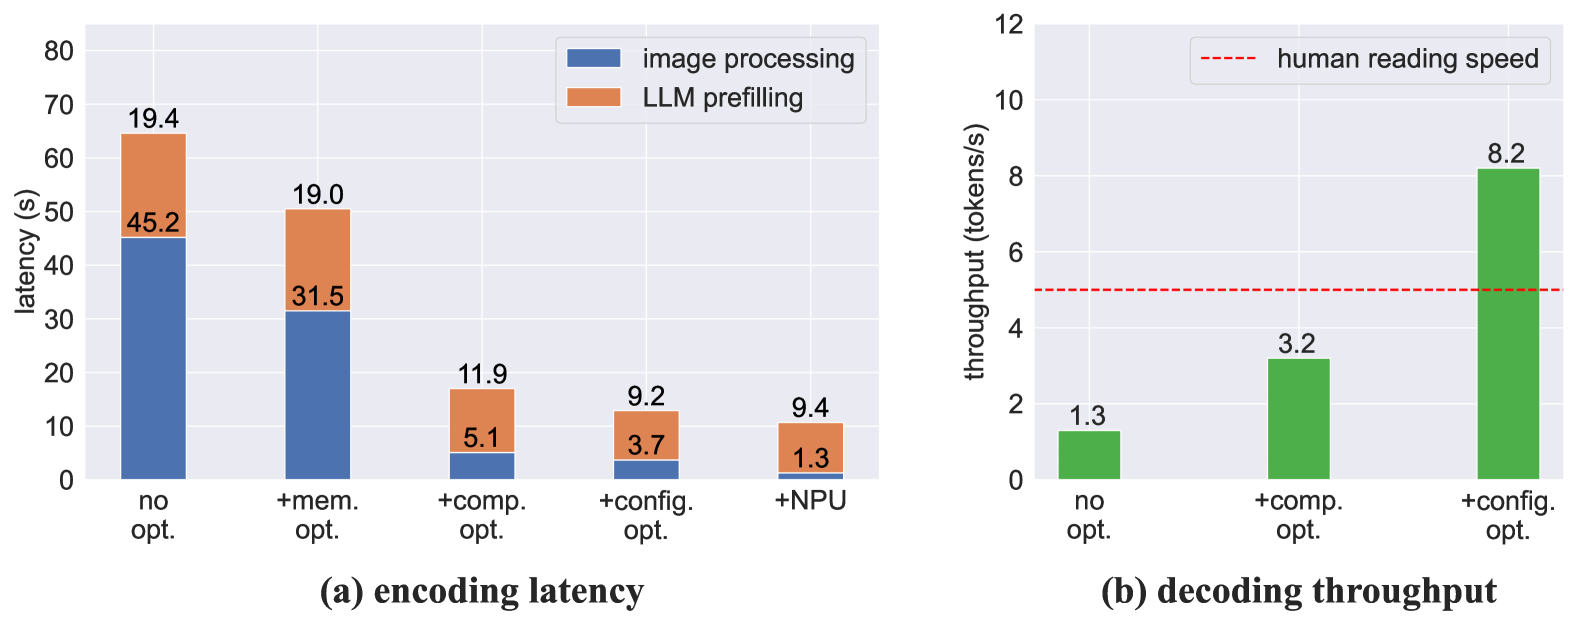 latency (s)
80
70
60
50
40
30
20
10
0
image processing
LLM prefilling
19.4
45.2
19.0
31.5
11.9
5.1
9.2
3.7
9.4
1.3
no
opt.
+mem.
opt.
+comp.
opt.
+config.
opt.
+NPU
(a) encoding latency
throughput (tokens/s)
12
10
8
6
4
2
0
human reading speed
1.3
3.2
8.2
no
opt.
+comp.
opt.
+config.
opt.
(b) decoding throughput